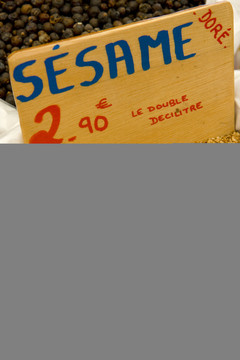 SÉSAME DORÉ
2.90 € LE DOUBLE
DECILITRE